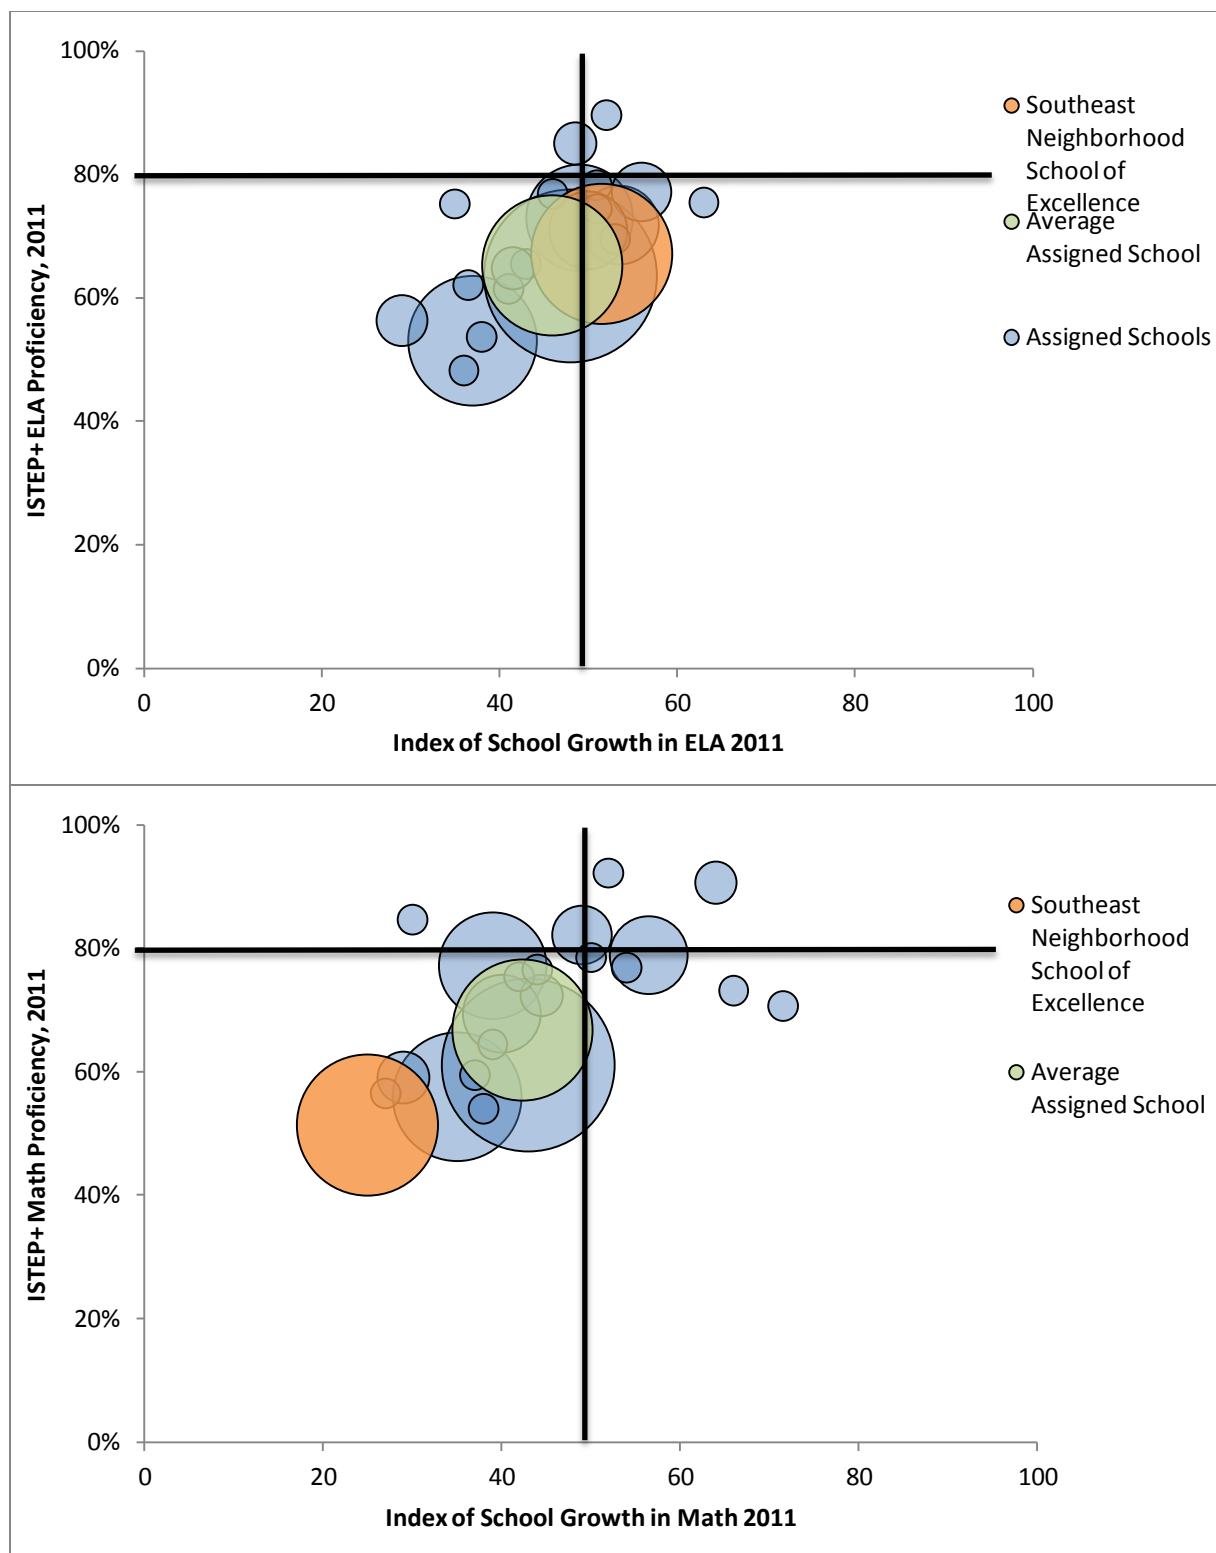 100%
80%
60%
40%
20%
0%
0 20 40 60 80 100
ISTEP+ ELA Proficiency, 2011
Index of School Growth in ELA 2011
Southeast
Neighborhood
School of
Excellence
Average
Assigned School
Assigned Schools
100%
80%
60%
40%
20%
0%
0 20 40 60 80 100
ISTEP+ Math Proficiency, 2011
Index of School Growth in Math 2011
Southeast
Neighborhood
School of
Excellence
Average
Assigned School